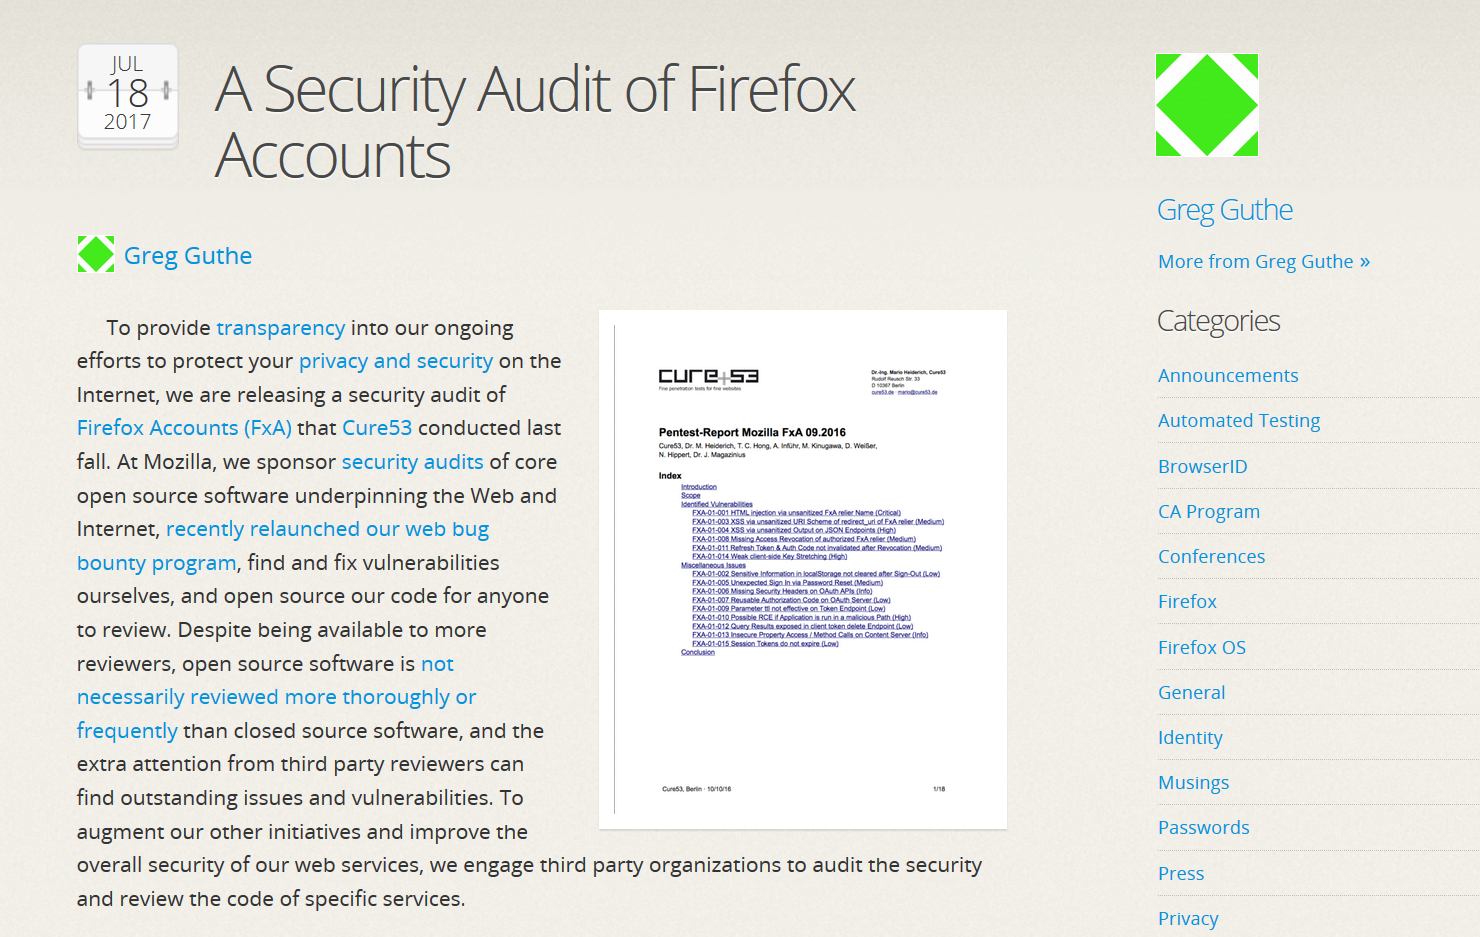 JUL
18
2017
A Security Audit of Firefox
Accounts
Greg Guthe
To provide transparency into our ongoing
efforts to protect your privacy and security on the
Internet, we are releasing a security audit of
Firefox Accounts (FxA) that Cure53 conducted last
fall. At Mozilla, we sponsor security audits of core
open source software underpinning the Web and
Internet, recently relaunched our web bug
bounty program, find and fix vulnerabilities
ourselves, and open source our code for anyone
to review. Despite being available to more
reviewers, open source software is not
necessarily reviewed more thoroughly or
frequently than closed source software, and the
extra attention from third party reviewers can
find outstanding issues and vulnerabilities. To
augment our other initiatives and improve the
overall security of our web services, we engage third party organizations to audit the security
and review the code of specific services.
cure+53
Fine penetration tests for fine websites
Dr.-Ing. Mario Heiderich, Cure53
Rudolf Reusch Str. 33
D 10367 Berlin
cure53.de · mario@cure53.de
Pentest-Report Mozilla FxA 09.2016
Cure53, Dr. M. Heiderich, T. C. Hong, A. Inführ, M. Kinugawa, D. Weißer,
N. Hippert, Dr. J. Magazinius
Index
Introduction
Scope
Identified Vulnerabilities
FXA-01-001 HTML injection via unsanitized FxA relier Name (Critical)
FXA-01-003 XSS via unsanitized URI Scheme of redirect_uri of FxA relier (Medium)
FXA-01-004 XSS via unsanitized Output on JSON Endpoints (High)
FXA-01-008 Missing Access Revocation of authorized FxA relier (Medium)
FXA-01-011 Refresh Token & Auth Code not invalidated after Revocation (Medium)
FXA-01-014 Weak client-side Key Stretching (High)
Miscellaneous Issues
FXA-01-002 Sensitive Information in localStorage not cleared after Sign-Out (Low)
FXA-01-005 Unexpected Sign In via Password Reset (Medium)
FXA-01-006 Missing Security Headers on OAuth APIs (Info)
FXA-01-007 Reusable Authorization Code on OAuth Server (Low)
FXA-01-009 Parameter ttl not effective on Token Endpoint (Low)
FXA-01-010 Possible RCE if Application is run in a malicious Path (High)
FXA-01-012 Query Results exposed in client token delete Endpoint (Low)
FXA-01-013 Insecure Property Access / Method Calls on Content Server (Info)
FXA-01-015 Session Tokens do not expire (Low)
Conclusion
Cure53, Berlin · 10/10/16
1/18
Greg Guthe
More from Greg Guthe »
Categories
Announcements
Automated Testing
BrowserID
CA Program
Conferences
Firefox
Firefox OS
General
Identity
Musings
Passwords
Press
Privacy